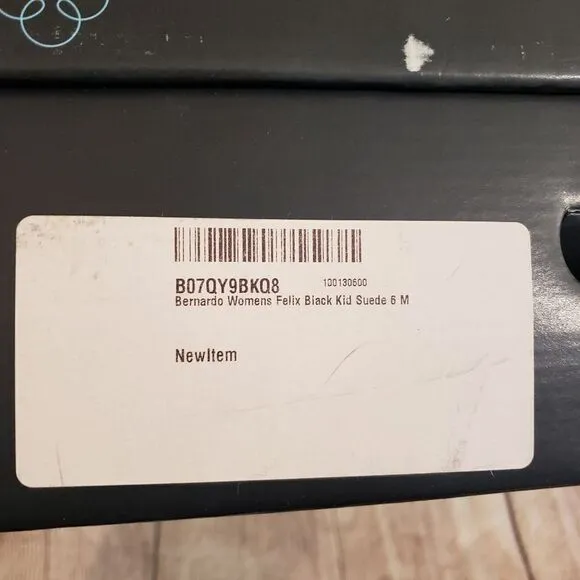 B07QY9BKQ8 100130600
Bernardo Womens Felix Black Kid Suede 6 M
NewItem